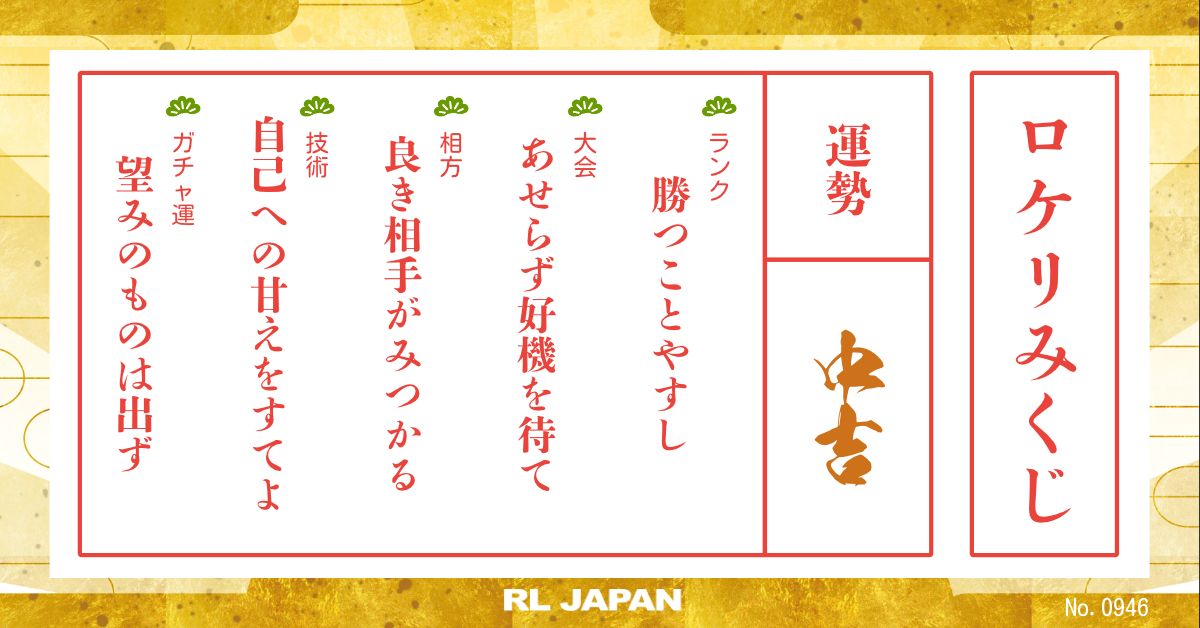 ロケリみくじ
運勢
中吉
ランク
勝つことやすし
大会
あせらず好機を待て
相方
良き相手がみつかる
技術
自己への甘えをすてよ
ガチャ運
望みのものは出ず
RL JAPAN
No. 0946